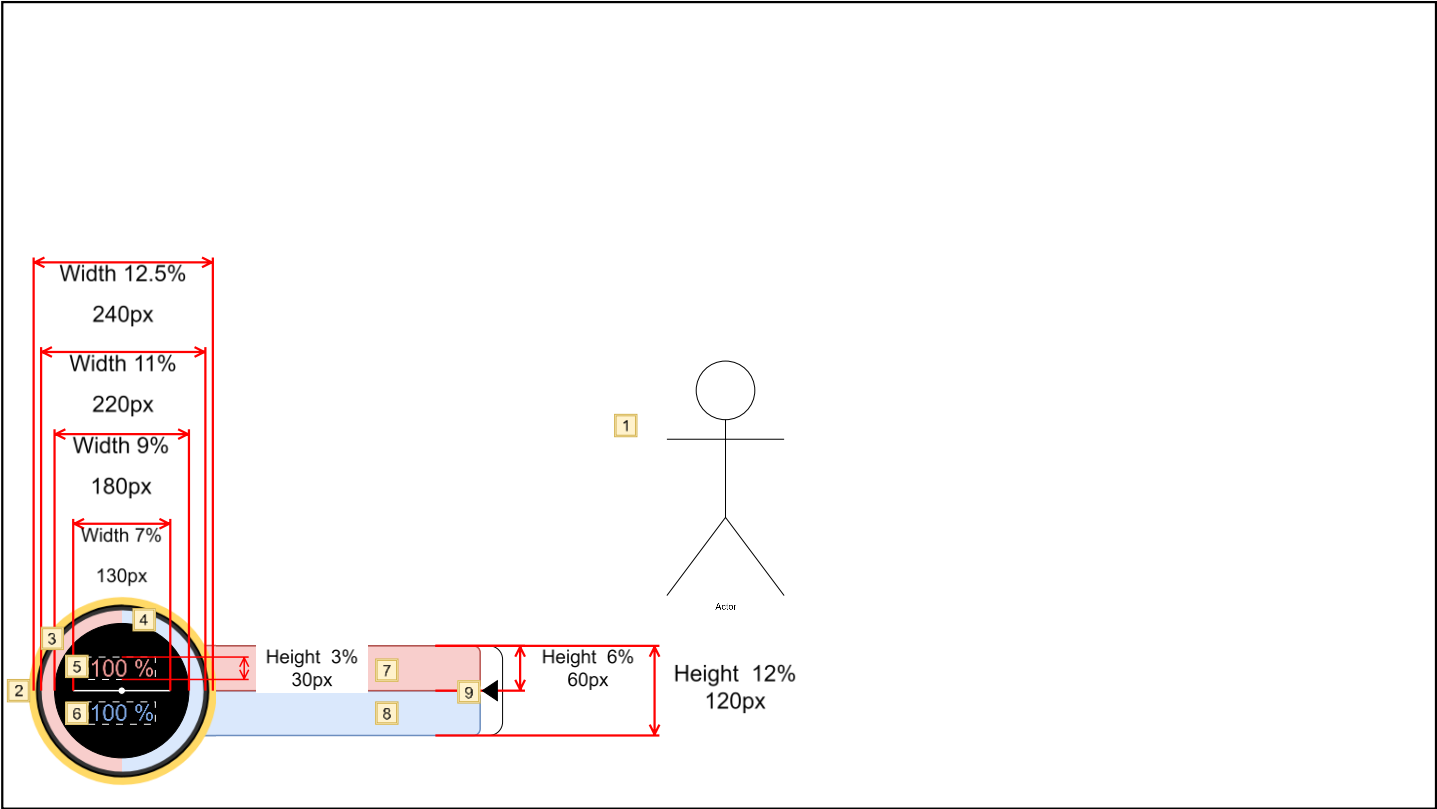 Width 12.5%
240px
Width 11%
220px
Width 9%
180px
Width 7%
130px
1
Actor
4
3
5
100 %
2
6
100 %
Height 3%
30px
7
8
9
Height 6%
60px
Height 12%
120px